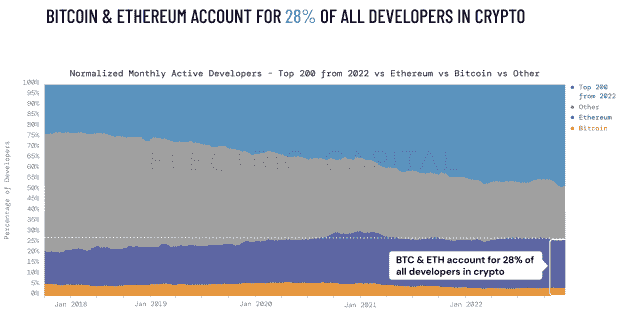 BITCOIN & ETHEREUM ACCOUNT FOR 28% OF ALL DEVELOPERS IN CRYPTO
Normalized Monthly Active Developers - Top 200 from 2022 vs Ethereum vs Bitcoin vs Other
100%
95%
90%
85%
80%
75%
70%
65%
60%
55%
50%
45%
40%
35%
30%
25%
20%
15%
10%
5%
0%
Percentage of Developers
Top 200
from 2022
Other
Ethereum
Bitcoin
CAPITAL
BTC & ETH account for 28% of
all developers in crypto
Jan 2018
Jan 2019
Jan 2020
Jan 2021
Jan 2022